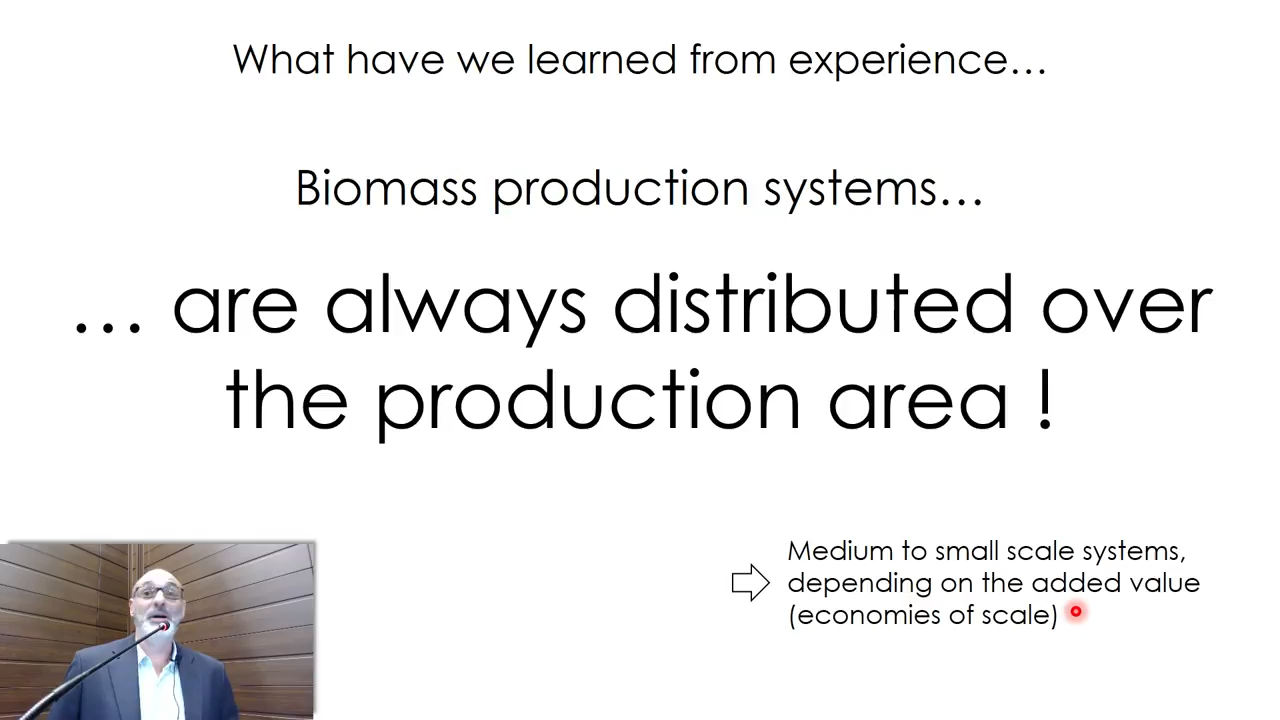 What have we learned from experience…
Biomass production systems…
… are always distributed over
the production area !
Medium to small scale systems,
depending on the added value
(economies of scale)